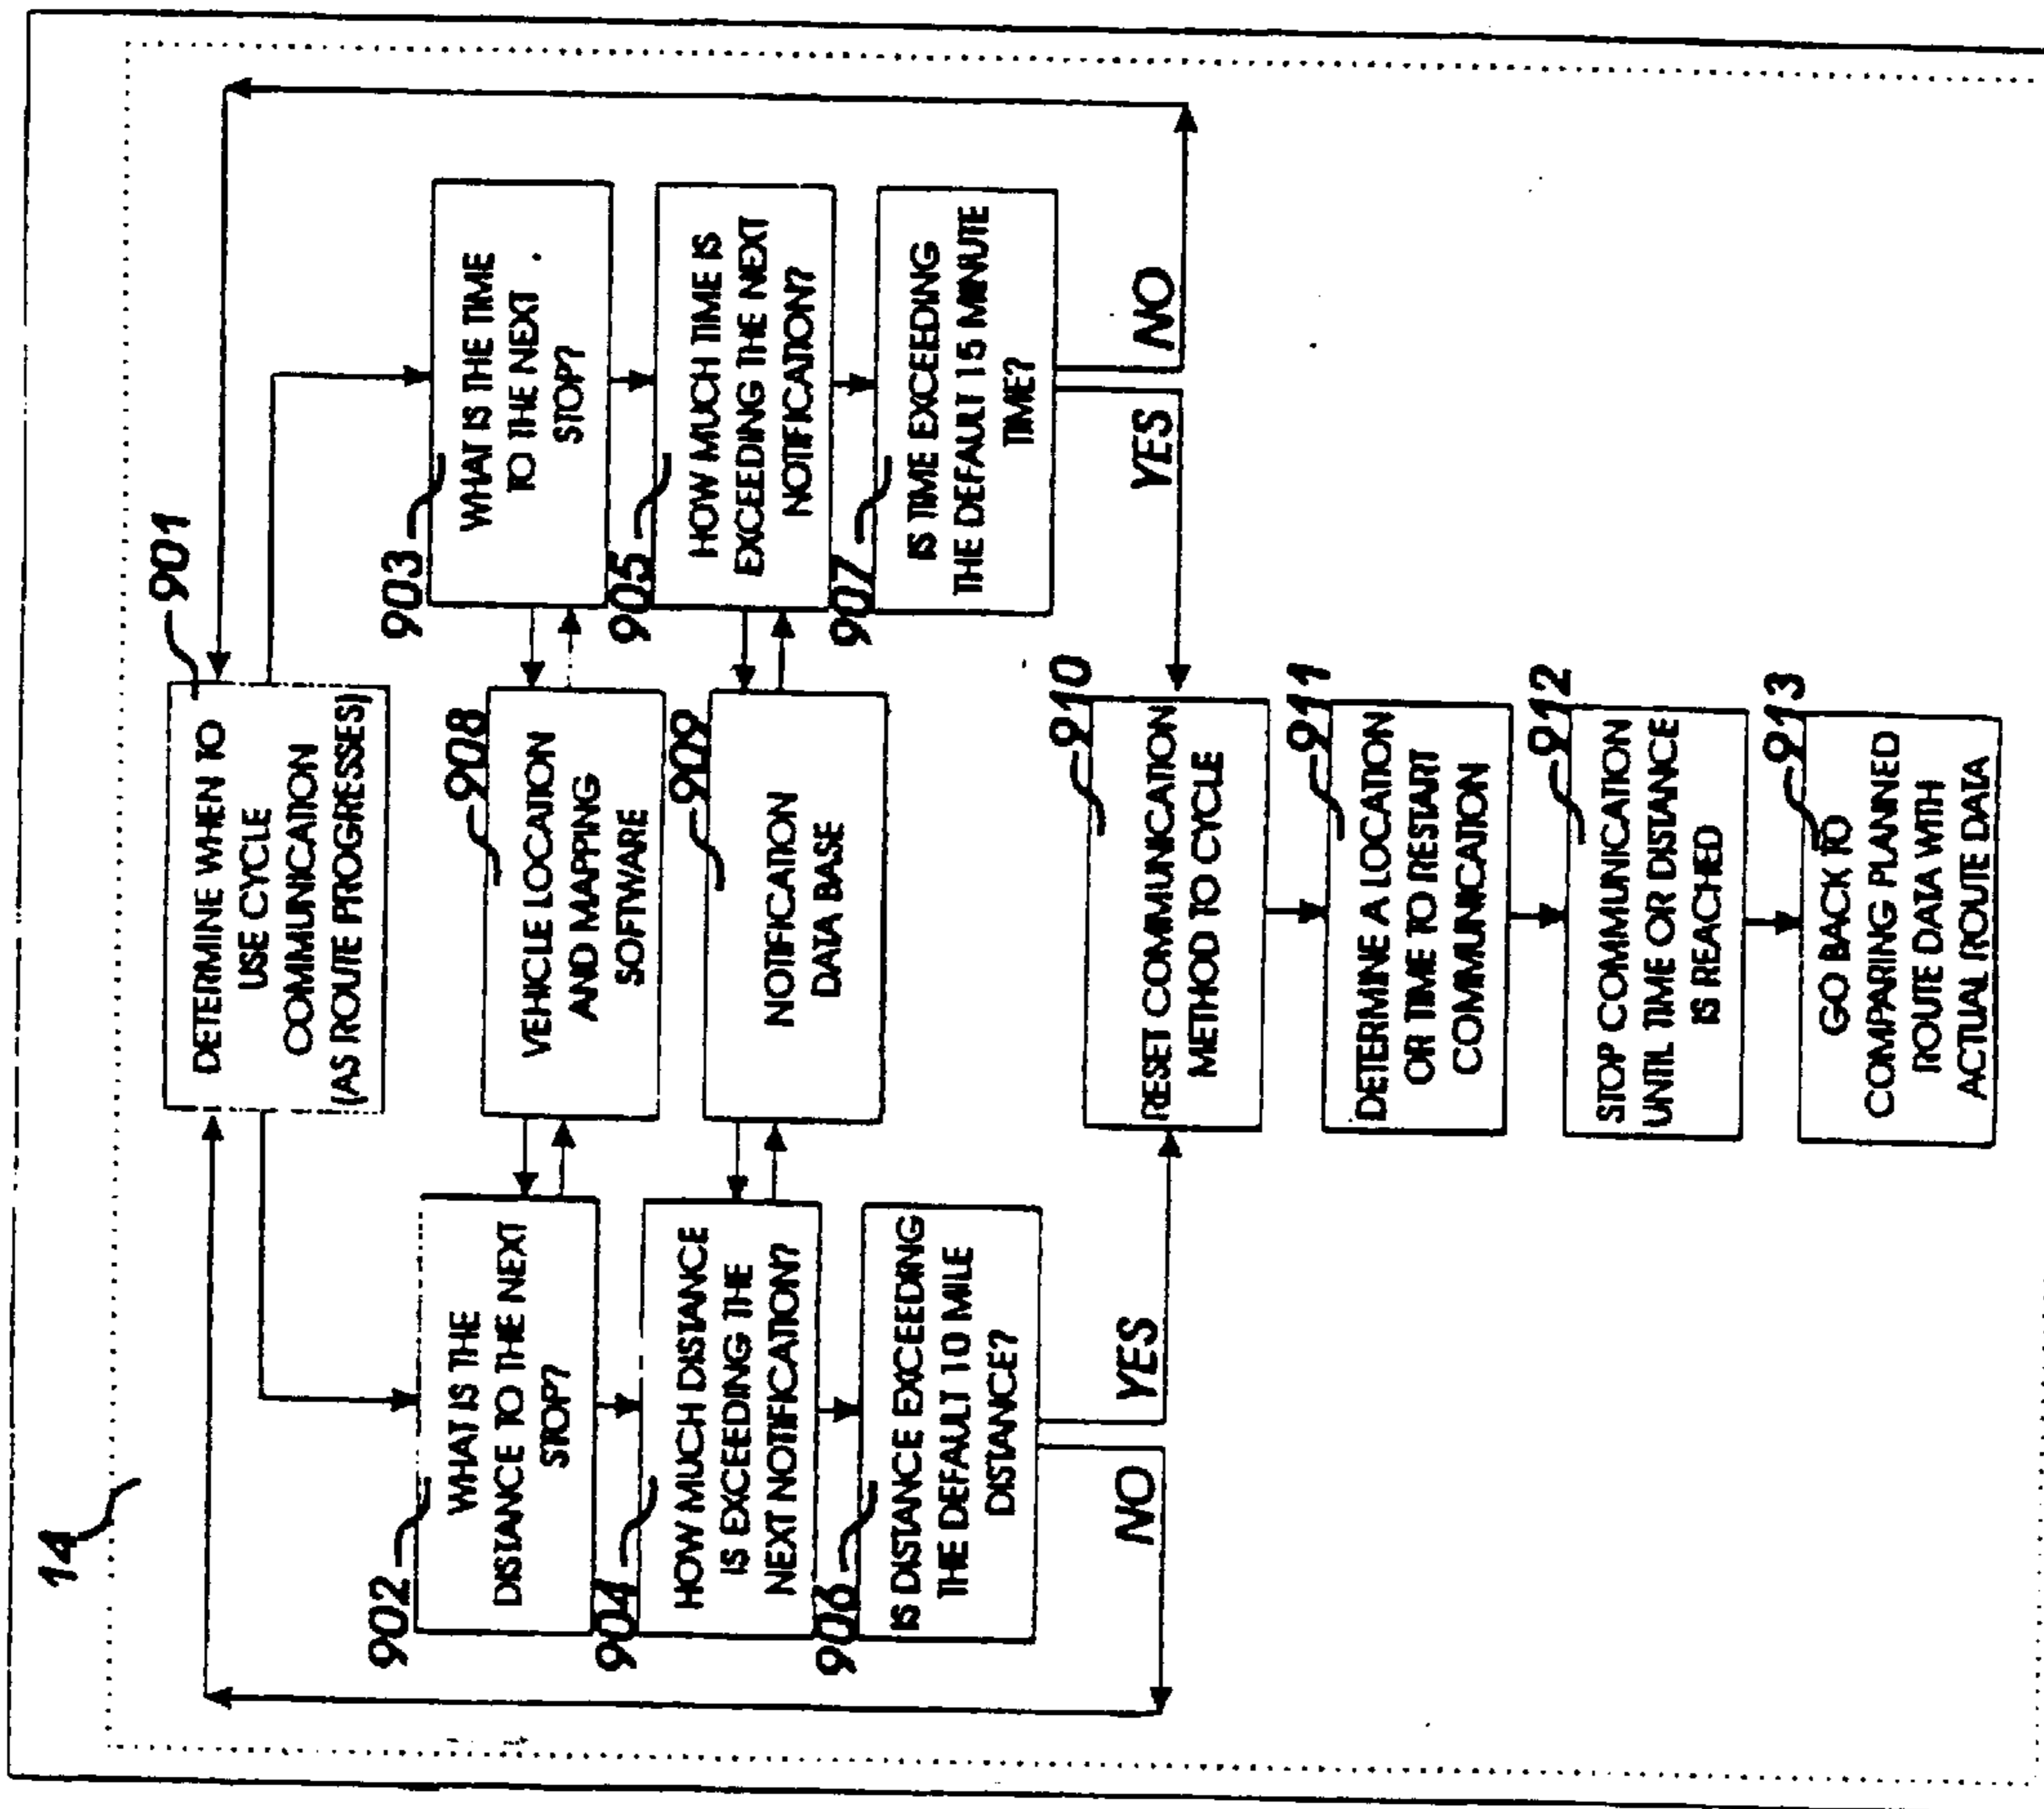 14
901
DETERMINE WHEN TO
USE CYCLE
COMMUNICATION
(AS ROUTE PROGRESSES)
902
WHAT IS THE
DISTANCE TO THE NEXT
STOP?
908
VEHICLE LOCATION
AND MAPPING
SOFTWARE
903
WHAT IS THE TIME
TO THE NEXT
STOP?
904
HOW MUCH DISTANCE
IS EXCEEDING THE
NEXT NOTIFICATION?
909
NOTIFICATION
DATA BASE
905
HOW MUCH TIME IS
EXCEEDING THE NEXT
NOTIFICATION?
906
IS DISTANCE EXCEEDING
THE DEFAULT 10 MILE
DISTANCE?
907
IS TIME EXCEEDING
THE DEFAULT 15 MINUTE
TIME?
NO
YES
YES
NO
910
RESET COMMUNICATION
METHOD TO CYCLE
911
DETERMINE A LOCATION
OR TIME TO RESTART
COMMUNICATION
912
STOP COMMUNICATION
UNTIL TIME OR DISTANCE
IS REACHED
913
GO BACK TO
COMPARING PLANNED
ROUTE DATA WITH
ACTUAL ROUTE DATA